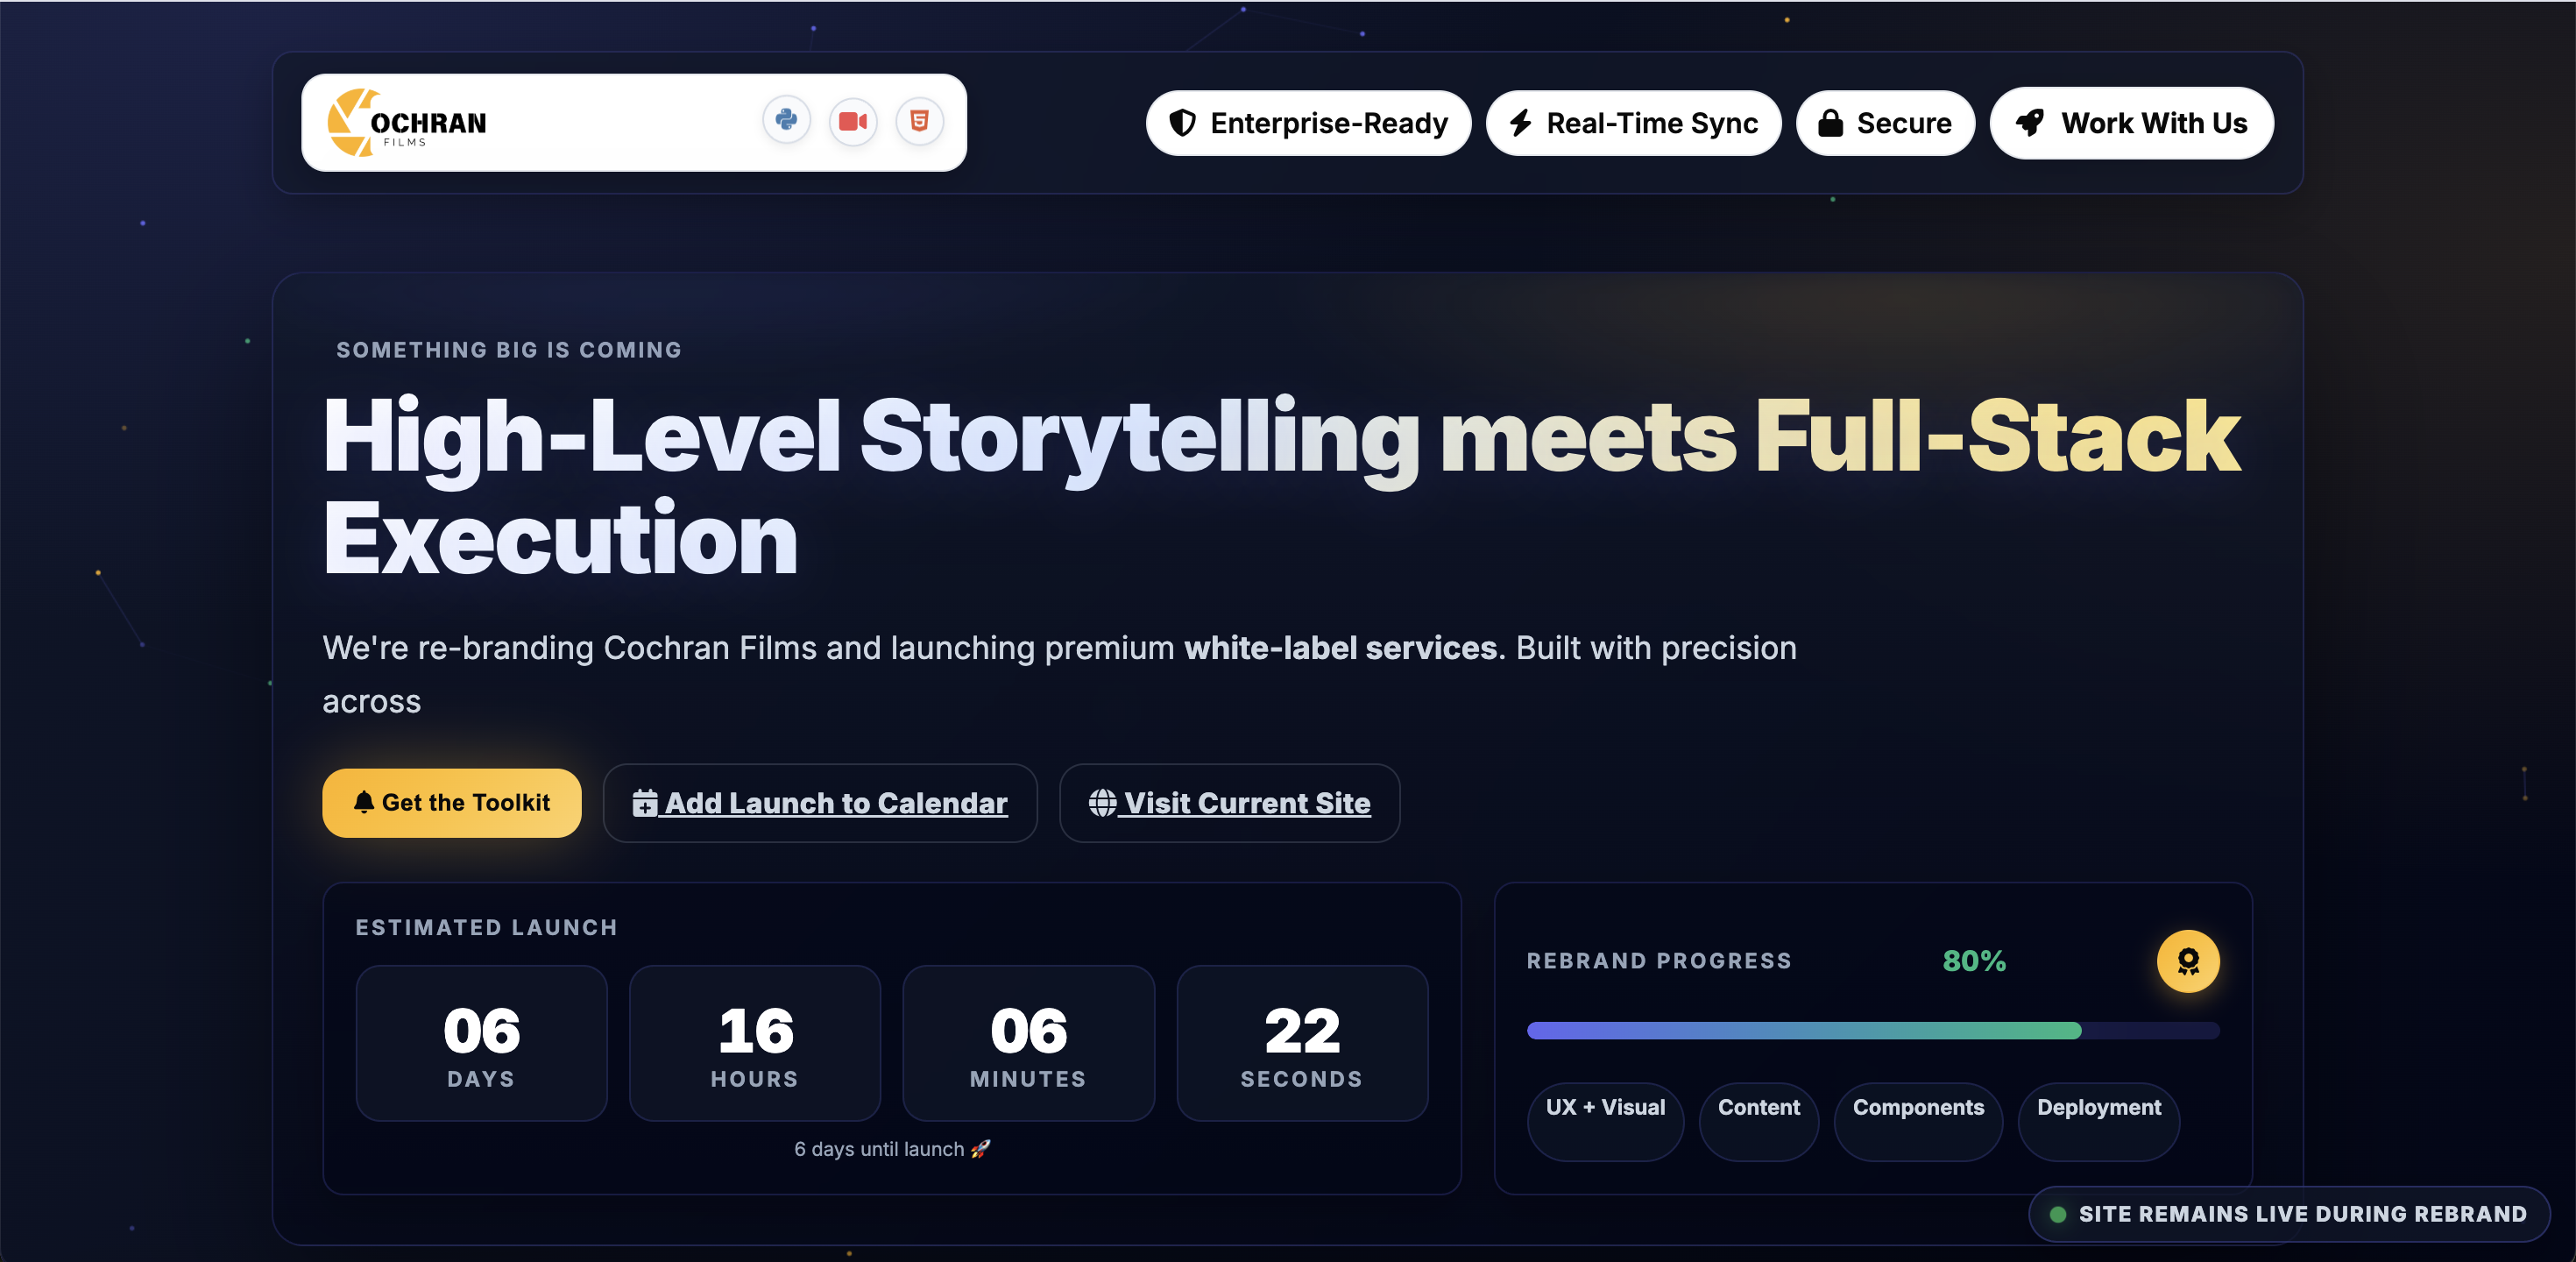 OCHRAN
FILMS
Enterprise-Ready
Real-Time Sync
Secure
Work With Us
SOMETHING BIG IS COMING
High-Level Storytelling meets Full-Stack
Execution
We're re-branding Cochran Films and launching premium white-label services. Built with precision
across
Get the Toolkit
Add Launch to Calendar
Visit Current Site
ESTIMATED LAUNCH
06
DAYS
16
HOURS
06
MINUTES
22
SECONDS
6 days until launch 🚀
REBRAND PROGRESS
80%
UX + Visual
Content
Components
Deployment
SITE REMAINS LIVE DURING REBRAND